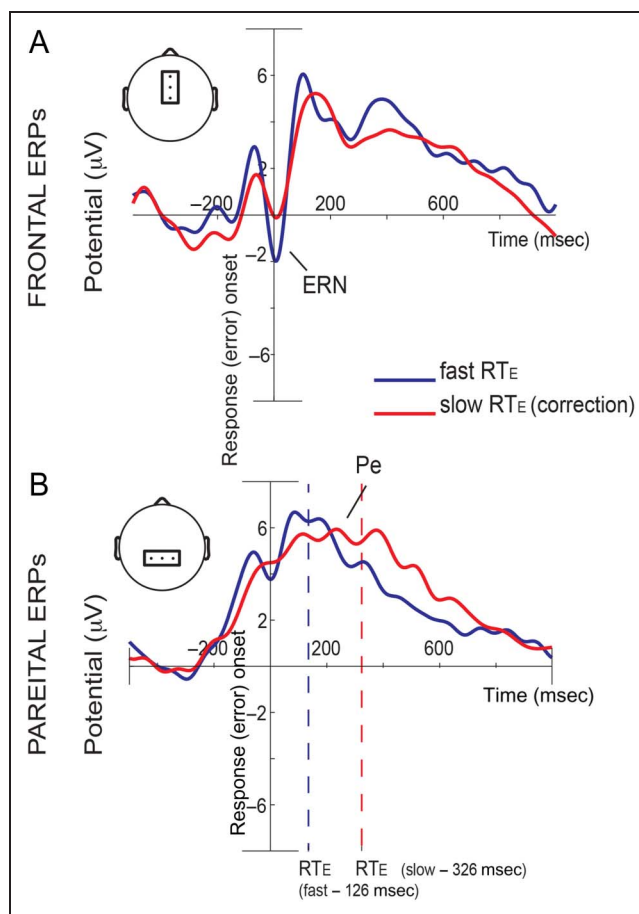 A
FRONTAL ERPs
Potential (μV)
6
2
−200
200
600
Time (msec)
−2
−6
ERN
Response (error) onset
fast RTE
slow RTE (correction)
B
PAREITAL ERPs
Potential (μV)
Pe
6
2
−200
200
600
Time (msec)
−2
−6
Response (error) onset
RTE RTE (slow – 326 msec)
(fast – 126 msec)